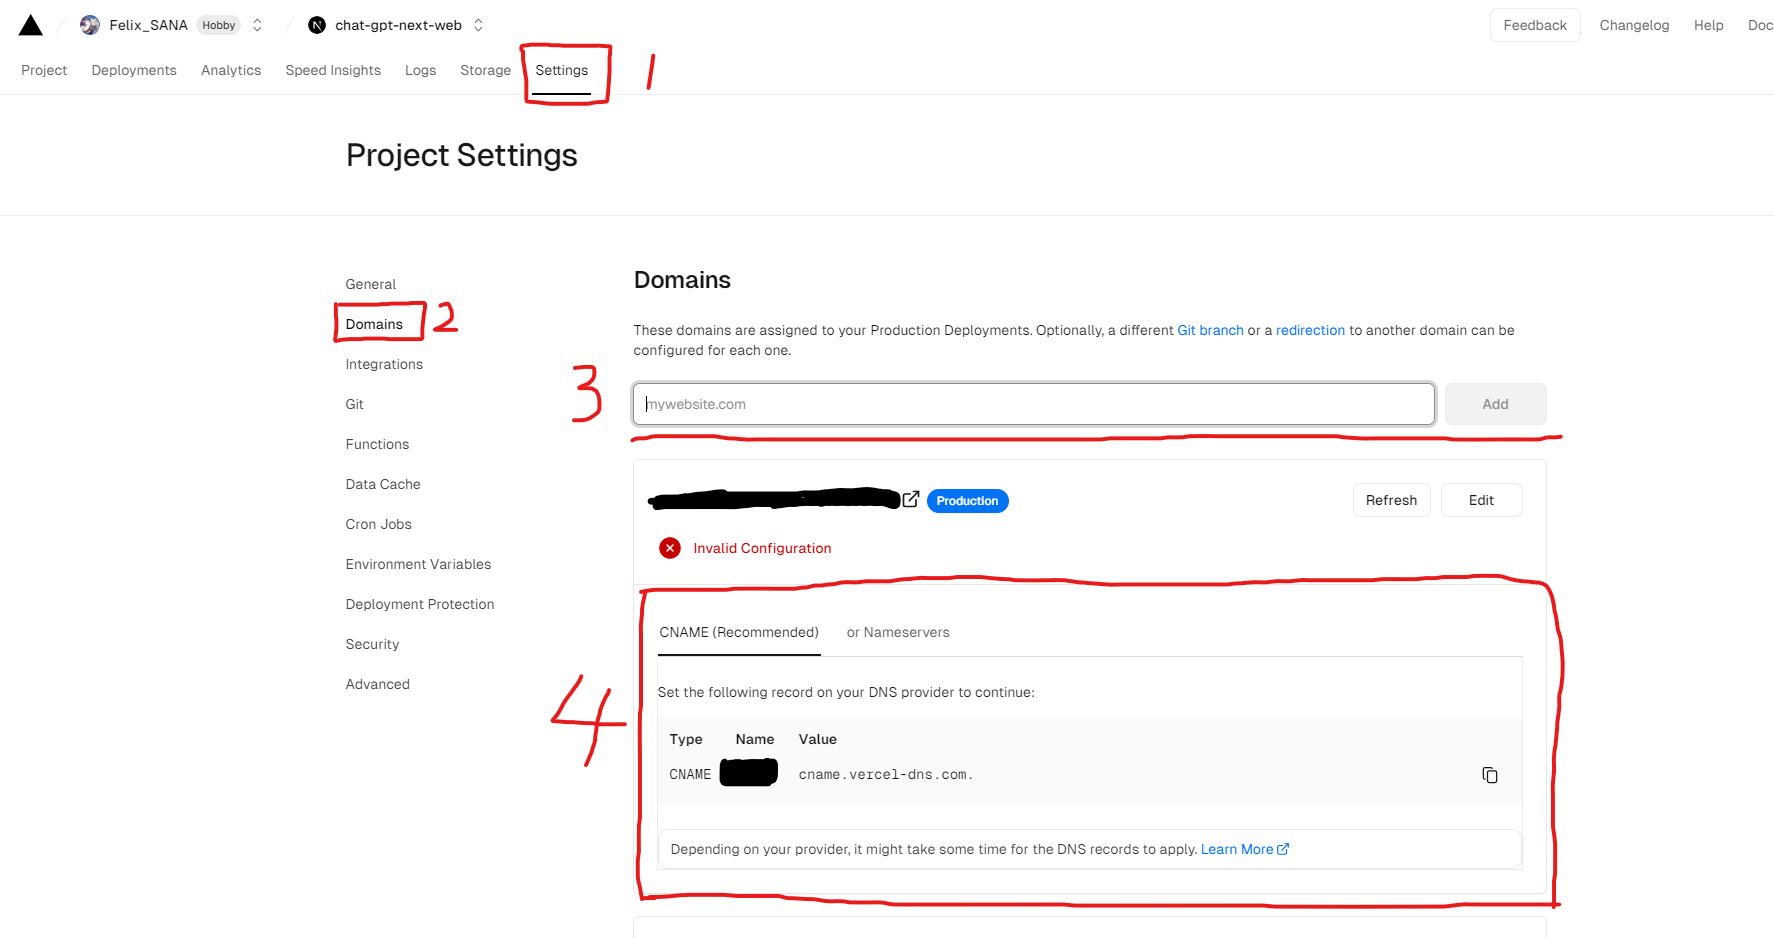 Felix_SANA Hobby chat-gpt-next-web Feedback Changelog Help Doc
Project Deployments Analytics Speed Insights Logs Storage Settings 1
Project Settings
General
Domains 2
Integrations
Git
Functions
Data Cache
Cron Jobs
Environment Variables
Deployment Protection
Security
Advanced
Domains
These domains are assigned to your Production Deployments. Optionally, a different Git branch or a redirection to another domain can be
configured for each one.
3 mywebsite.com Add
Production Refresh Edit
Invalid Configuration
4
CNAME (Recommended) or Nameservers
Set the following record on your DNS provider to continue:
Type Name Value
CNAME cname.vercel-dns.com.
Depending on your provider, it might take some time for the DNS records to apply. Learn More